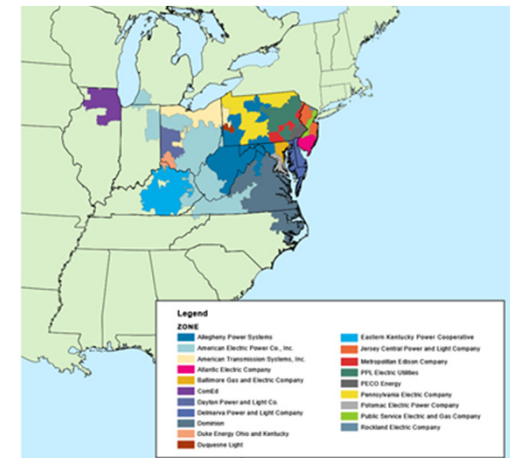 Legend
ZONE
Allegheny Power Systems
American Electric Power Co., Inc.
American Transmission Systems, Inc.
Atlantic Electric Company
Baltimore Gas and Electric Company
ComEd
Dayton Power and Light Co.
Delmarva Power and Light Company
Dominion
Duke Energy Ohio and Kentucky
Duquesne Light
Eastern Kentucky Power Cooperative
Jersey Central Power and Light Company
Metropolitan Edison Company
PPL Electric Utilities
PECO Energy
Pennsylvania Electric Company
Potomac Electric Power Company
Public Service Electric and Gas Company
Rockland Electric Company